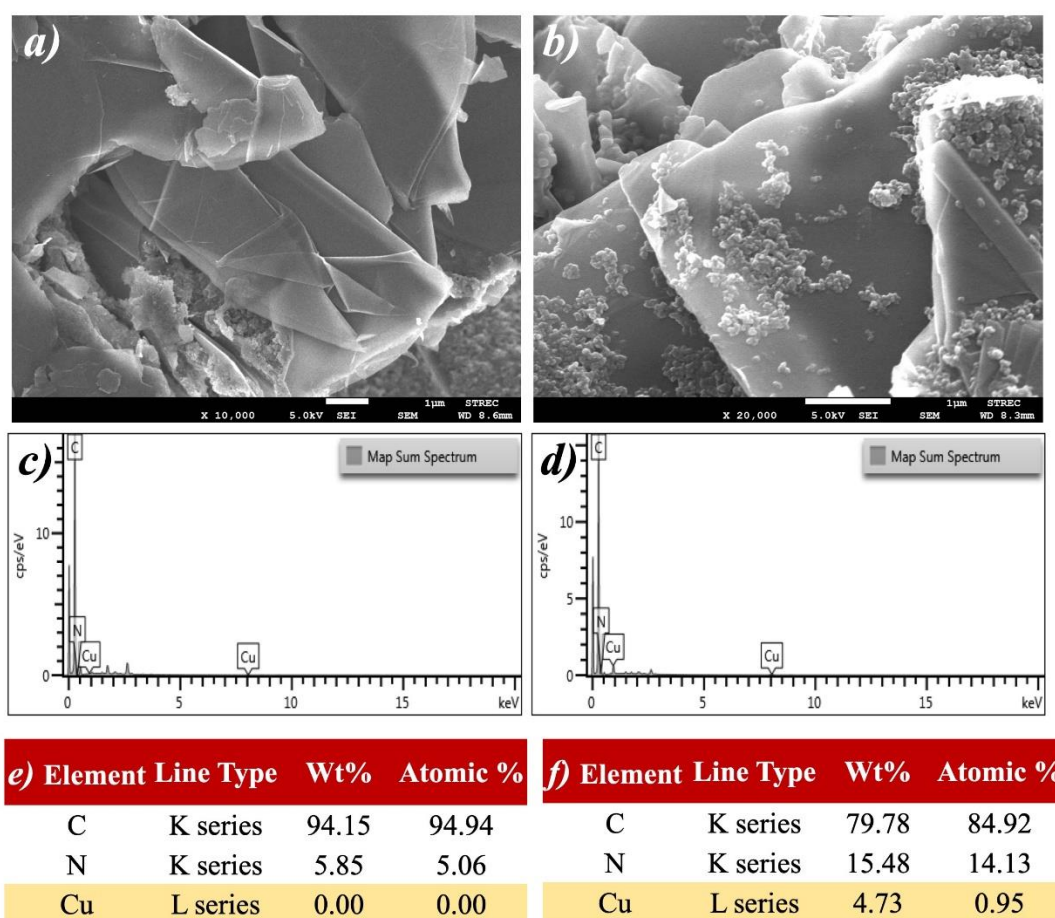 a)
1µm STREC
X 10,000 5.0kV SEI SEM WD 8.6mm
b)
1µm STREC
X 20,000 5.0kV SEI SEM WD 8.3mm
c)
Map Sum Spectrum
C
N
Cu
Cu
cps/eV
10
0
0 5 10 15 keV
d)
Map Sum Spectrum
C
N
Cu
Cu
cps/eV
10
5
0
0 5 10 15 keV
e) Element Line Type Wt% Atomic %
C K series 94.15 94.94
N K series 5.85 5.06
Cu L series 0.00 0.00
f) Element Line Type Wt% Atomic %
C K series 79.78 84.92
N K series 15.48 14.13
Cu L series 4.73 0.95